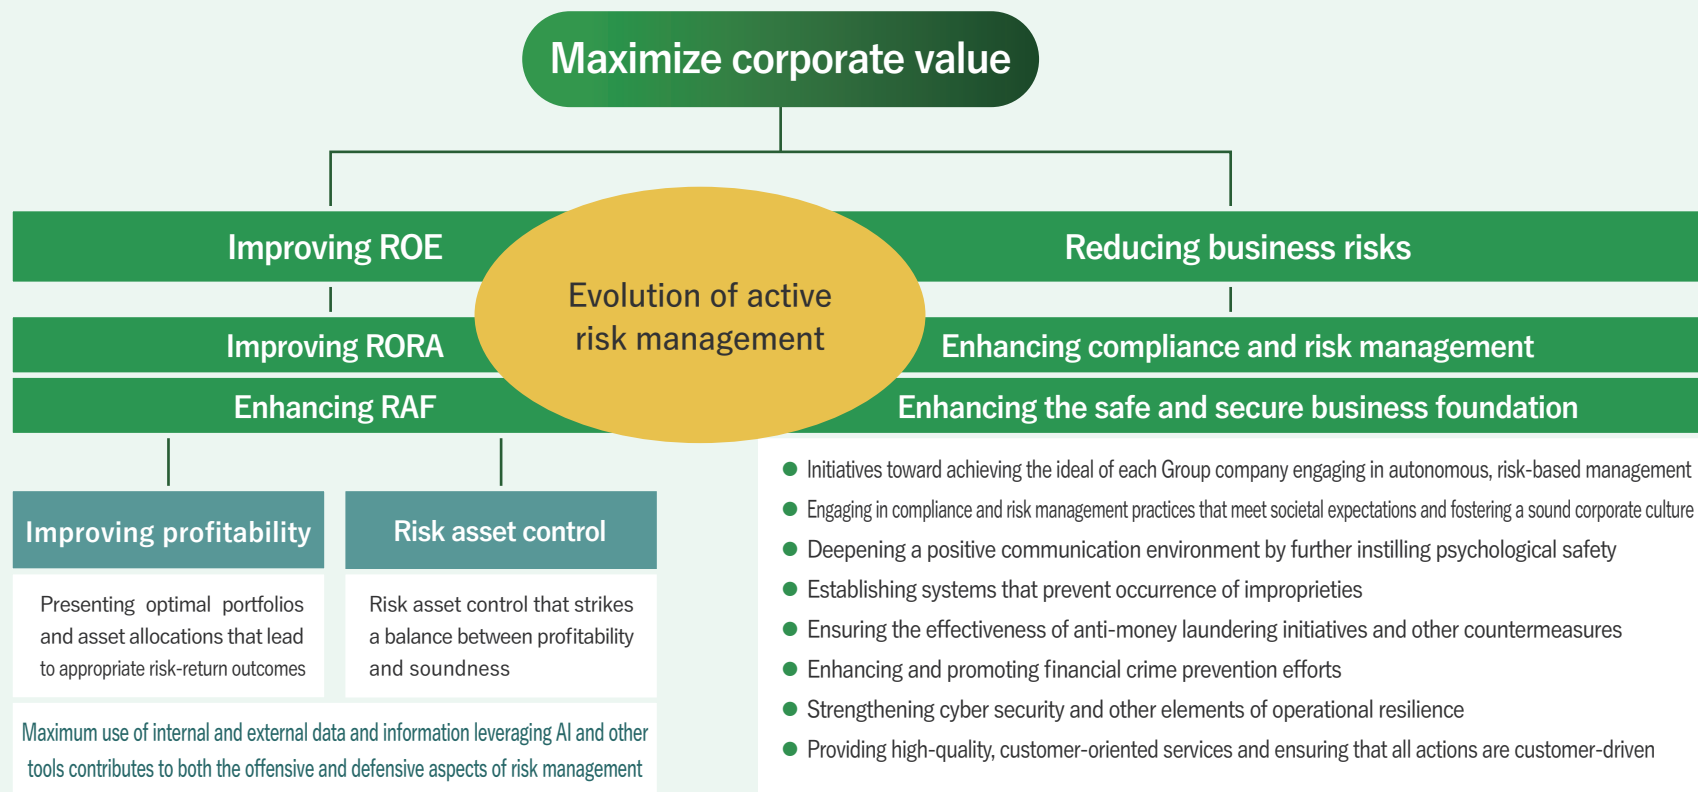 Maximize corporate value
Improving ROE
Reducing business risks
Evolution of active
risk management
Improving RORA
Enhancing RAF
Enhancing compliance and risk management
Enhancing the safe and secure business foundation
Improving profitability
Presenting optimal portfolios
and asset allocations that lead
to appropriate risk-return outcomes
Risk asset control
Risk asset control that strikes
a balance between profitability
and soundness
Maximum use of internal and external data and information leveraging AI and other
tools contributes to both the offensive and defensive aspects of risk management
● Initiatives toward achieving the ideal of each Group company engaging in autonomous, risk-based management
● Engaging in compliance and risk management practices that meet societal expectations and fostering a sound corporate culture
● Deepening a positive communication environment by further instilling psychological safety
● Establishing systems that prevent occurrence of improprieties
● Ensuring the effectiveness of anti-money laundering initiatives and other countermeasures
● Enhancing and promoting financial crime prevention efforts
● Strengthening cyber security and other elements of operational resilience
● Providing high-quality, customer-oriented services and ensuring that all actions are customer-driven